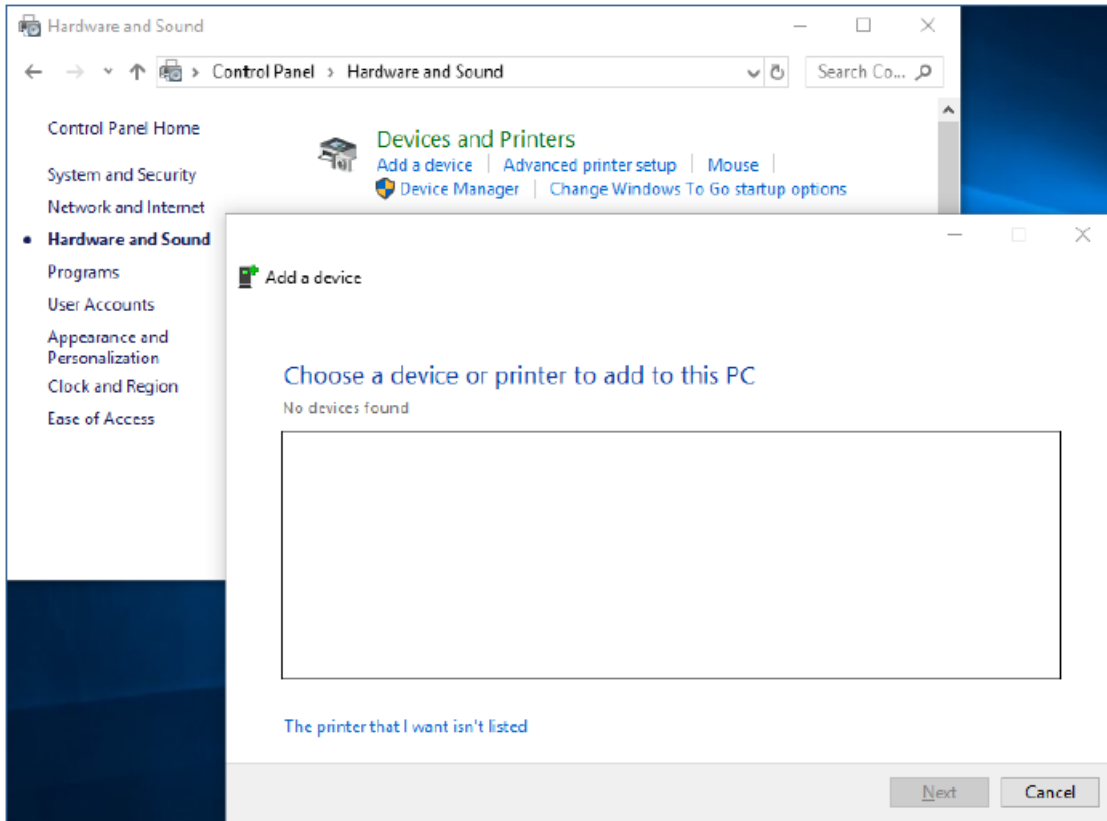 Hardware and Sound
Control Panel > Hardware and Sound
Search Co...
Control Panel Home
System and Security
Network and Internet
Hardware and Sound
Programs
User Accounts
Appearance and
Personalization
Clock and Region
Ease of Access
Devices and Printers
Add a device | Advanced printer setup | Mouse |
Device Manager | Change Windows To Go startup options
Add a device
Choose a device or printer to add to this PC
No devices found
The printer that I want isn't listed
Next
Cancel